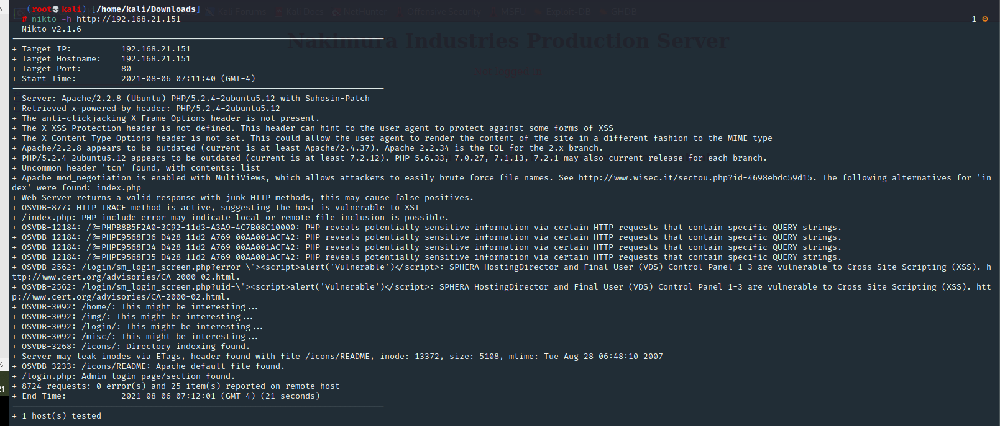 Kali Forums Kali Docs NetHunter Offensive Security MSFU Exploit-DB GHDB
(root💀kali)-[/home/kali/Downloads]
# nikto -h http://192.168.21.151
1
- Nikto v2.1.6
Nakimura Industries Production Server
+ Target IP: 192.168.21.151
+ Target Hostname: 192.168.21.151
+ Target Port: 80
+ Start Time: 2021-08-06 07:11:40 (GMT-4)
+ Server: Apache/2.2.8 (Ubuntu) PHP/5.2.4-2ubuntu5.12 with Suhosin-Patch
+ Retrieved x-powered-by header: PHP/5.2.4-2ubuntu5.12
+ The anti-clickjacking X-Frame-Options header is not present.
+ The X-XSS-Protection header is not defined. This header can hint to the user agent to protect against some forms of XSS
+ The X-Content-Type-Options header is not set. This could allow the user agent to render the content of the site in a different fashion to the MIME type
+ Apache/2.2.8 appears to be outdated (current is at least Apache/2.4.37). Apache 2.2.34 is the EOL for the 2.x branch.
+ PHP/5.2.4-2ubuntu5.12 appears to be outdated (current is at least 7.2.12). PHP 5.6.33, 7.0.27, 7.1.13, 7.2.1 may also current release for each branch.
+ Uncommon header 'tcn' found, with contents: list
+ Apache mod_negotiation is enabled with MultiViews, which allows attackers to easily brute force file names. See http://www.wisec.it/sectou.php?id=4698ebdc59d15. The following alternatives for 'in
dex' were found: index.php
+ Web Server returns a valid response with junk HTTP methods, this may cause false positives.
+ OSVDB-877: HTTP TRACE method is active, suggesting the host is vulnerable to XST
+ /index.php: PHP include error may indicate local or remote file inclusion is possible.
+ OSVDB-12184: /?=PHPB8B5F2A0-3C92-11d3-A3A9-4C7B08C10000: PHP reveals potentially sensitive information via certain HTTP requests that contain specific QUERY strings.
+ OSVDB-12184: /?=PHPE9568F36-D428-11d2-A769-00AA001ACF42: PHP reveals potentially sensitive information via certain HTTP requests that contain specific QUERY strings.
+ OSVDB-12184: /?=PHPE9568F34-D428-11d2-A769-00AA001ACF42: PHP reveals potentially sensitive information via certain HTTP requests that contain specific QUERY strings.
+ OSVDB-12184: /?=PHPE9568F35-D428-11d2-A769-00AA001ACF42: PHP reveals potentially sensitive information via certain HTTP requests that contain specific QUERY strings.
+ OSVDB-2562: /login/sm_login_screen.php?error=\"><script>alert('Vulnerable')</script>: SPHERA HostingDirector and Final User (VDS) Control Panel 1-3 are vulnerable to Cross Site Scripting (XSS). h
ttp://www.cert.org/advisories/CA-2000-02.html.
+ OSVDB-2562: /login/sm_login_screen.php?uid=\"><script>alert('Vulnerable')</script>: SPHERA HostingDirector and Final User (VDS) Control Panel 1-3 are vulnerable to Cross Site Scripting (XSS). htt
p://www.cert.org/advisories/CA-2000-02.html.
+ OSVDB-3092: /home/: This might be interesting...
+ OSVDB-3092: /img/: This might be interesting...
+ OSVDB-3092: /login/: This might be interesting...
+ OSVDB-3092: /misc/: This might be interesting...
+ OSVDB-3268: /icons/: Directory indexing found.
+ Server may leak inodes via ETags, header found with file /icons/README, inode: 13372, size: 5108, mtime: Tue Aug 28 06:48:10 2007
+ OSVDB-3233: /icons/README: Apache default file found.
+ /login.php: Admin login page/section found.
+ 8724 requests: 0 error(s) and 25 item(s) reported on remote host
+ End Time: 2021-08-06 07:12:01 (GMT-4) (21 seconds)
+ 1 host(s) tested
%
21